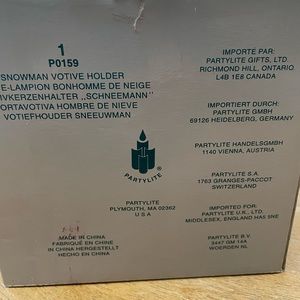 1
P0159
SNOWMAN VOTIVE HOLDER
E-LAMPION BONHOMME DE NEIGE
IVKERZENHALTER „SCHNEEMANN"
ORTAVOTIVA HOMBRE DE NIEVE
VOTIEFHOUDER SNEEUWMAN
PARTYLITE
PARTYLITE
PLYMOUTH, MA 02362
U S A
MADE IN CHINA
FABRIQUÉ EN CHINE
IN CHINA HERGESTELLT
HECHO EN CHINA
IMPORTÉ PAR:
PARTYLITE GIFTS, LTD.
RICHMOND HILL, ONTARIO
L4B 1E8 CANADA
IMPORTIERT DURCH:
PARTYLITE GMBH
69126 HEIDELBERG, GERMANY
PARTYLITE HANDELSGMBH
1140 VIENNA, AUSTRIA
PARTYLITE S.A.
1763 GRANGES-PACCOT
SWITZERLAND
IMPORTED FOR:
PARTYLITE U.K., LTD.
MIDDLESEX, ENGLAND HA5 5NE
PARTYLITE B.V.
3447 GM 14A
WOERDEN NL